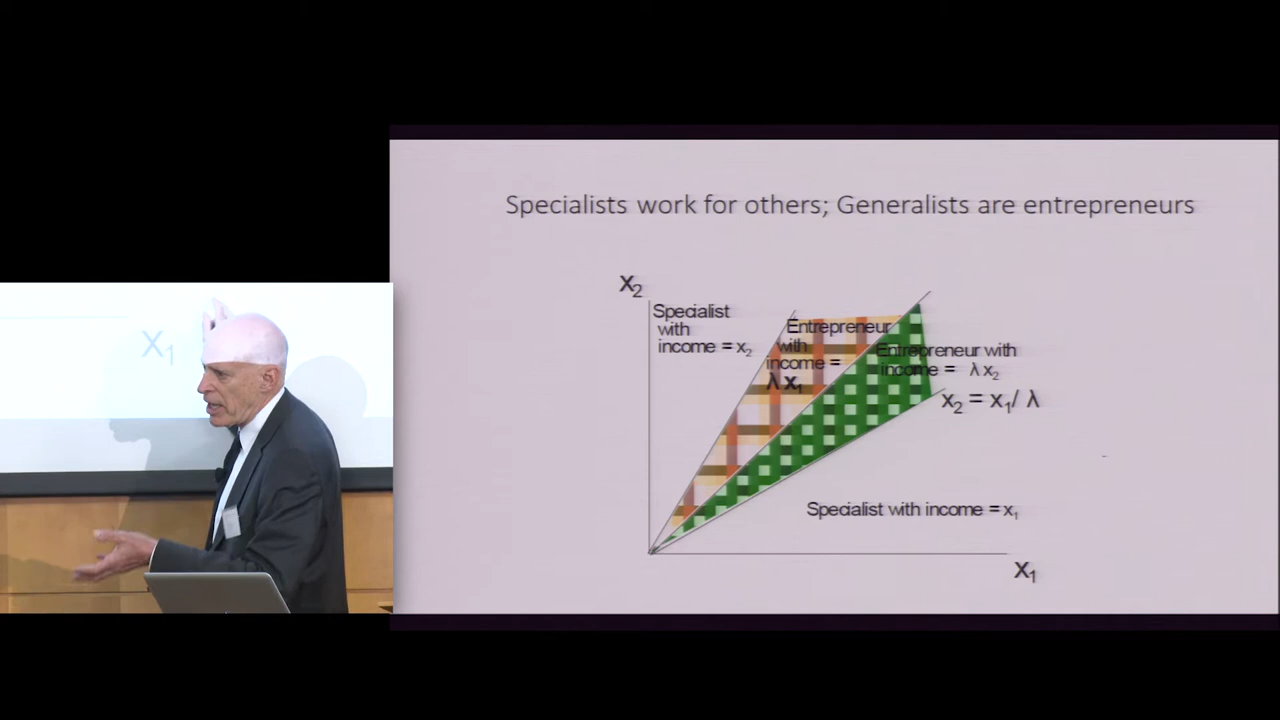 Specialists work for others; Generalists are entrepreneurs
x₂
Specialist
with
income = x₂
Entrepreneur
with
income =
λ x₁
Entrepreneur with
income = λ x₂
x₂ = x₁/ λ
Specialist with income = x₁
x₁
x₁